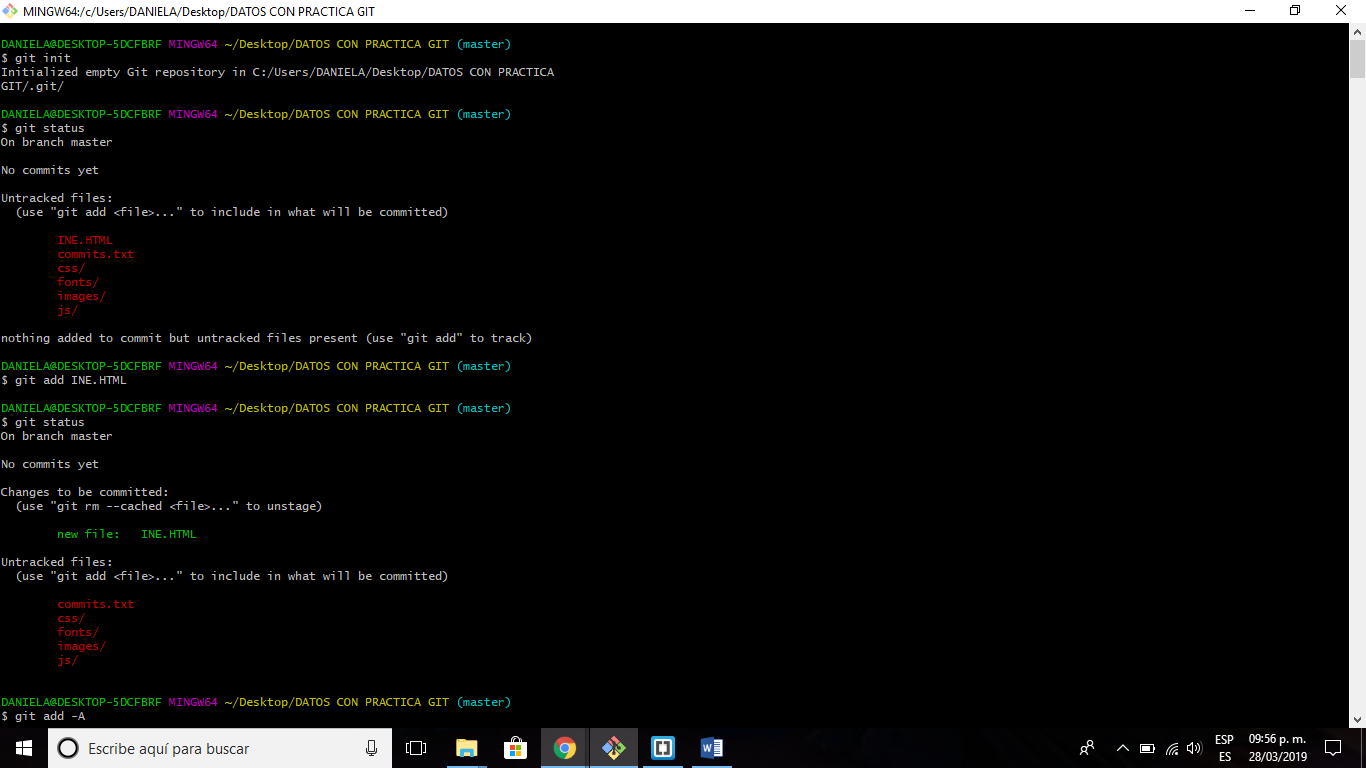 MINGW64:/c/Users/DANIELA/Desktop/DATOS CON PRACTICA GIT
DANIELA@DESKTOP-5DCFBRF MINGW64 ~/Desktop/DATOS CON PRACTICA GIT (master)
$ git init
Initialized empty Git repository in C:/Users/DANIELA/Desktop/DATOS CON PRACTICA
GIT/.git/
DANIELA@DESKTOP-5DCFBRF MINGW64 ~/Desktop/DATOS CON PRACTICA GIT (master)
$ git status
On branch master
No commits yet
Untracked files:
(use "git add <file>..." to include in what will be committed)
INE.HTML
commits.txt
css/
fonts/
images/
js/
nothing added to commit but untracked files present (use "git add" to track)
DANIELA@DESKTOP-5DCFBRF MINGW64 ~/Desktop/DATOS CON PRACTICA GIT (master)
$ git add INE.HTML
DANIELA@DESKTOP-5DCFBRF MINGW64 ~/Desktop/DATOS CON PRACTICA GIT (master)
$ git status
On branch master
No commits yet
Changes to be committed:
(use "git rm --cached <file>..." to unstage)
new file:   INE.HTML
Untracked files:
(use "git add <file>..." to include in what will be committed)
commits.txt
css/
fonts/
images/
js/
DANIELA@DESKTOP-5DCFBRF MINGW64 ~/Desktop/DATOS CON PRACTICA GIT (master)
$ git add -A
Escribe aquí para buscar
ESP
ES
09:56 p. m.
28/03/2019